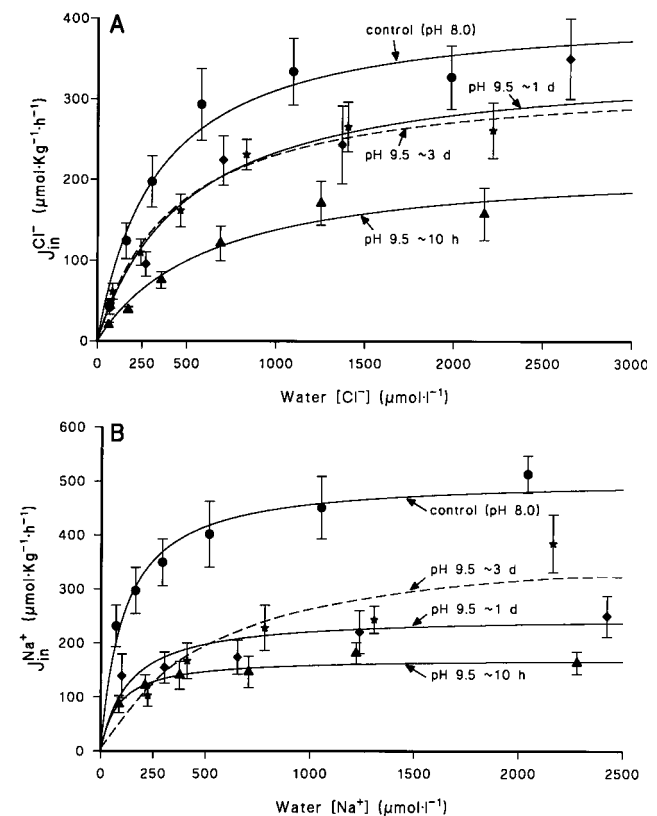 A
400
300
200
100
0
J_in^Cl⁻ (µmol·Kg⁻¹·h⁻¹)
control (pH 8.0)
pH 9.5 ~1 d
pH 9.5 ~3 d
pH 9.5 ~10 h
0 250 500 1000 1500 2000 2500 3000
Water [Cl⁻] (µmol·l⁻¹)
B
600
500
400
300
200
100
0
J_in^Na⁺ (µmol·Kg⁻¹·h⁻¹)
control (pH 8.0)
pH 9.5 ~3 d
pH 9.5 ~1 d
pH 9.5 ~10 h
0 250 500 1000 1500 2000 2500
Water [Na⁺] (µmol·l⁻¹)